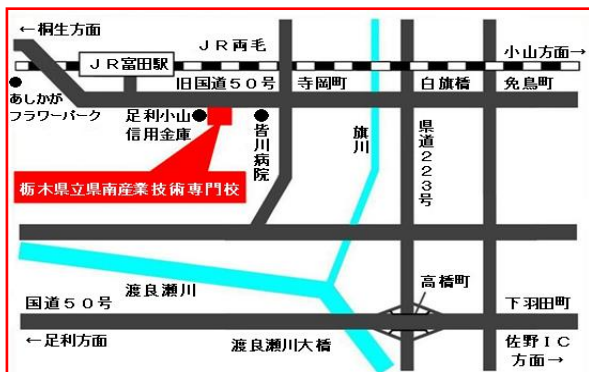 ←桐生方面
ＪＲ両毛
小山方面→
ＪＲ富田駅
旧国道５０号
寺岡町
白旗橋
免鳥町
あしかが
フラワーパーク
足利小山
信用金庫
皆川病院
旗川
県道２２３号
栃木県立県南産業技術専門校
渡良瀬川
高橋町
国道５０号
下羽田町
←足利方面
渡良瀬川大橋
佐野ＩＣ
方面→